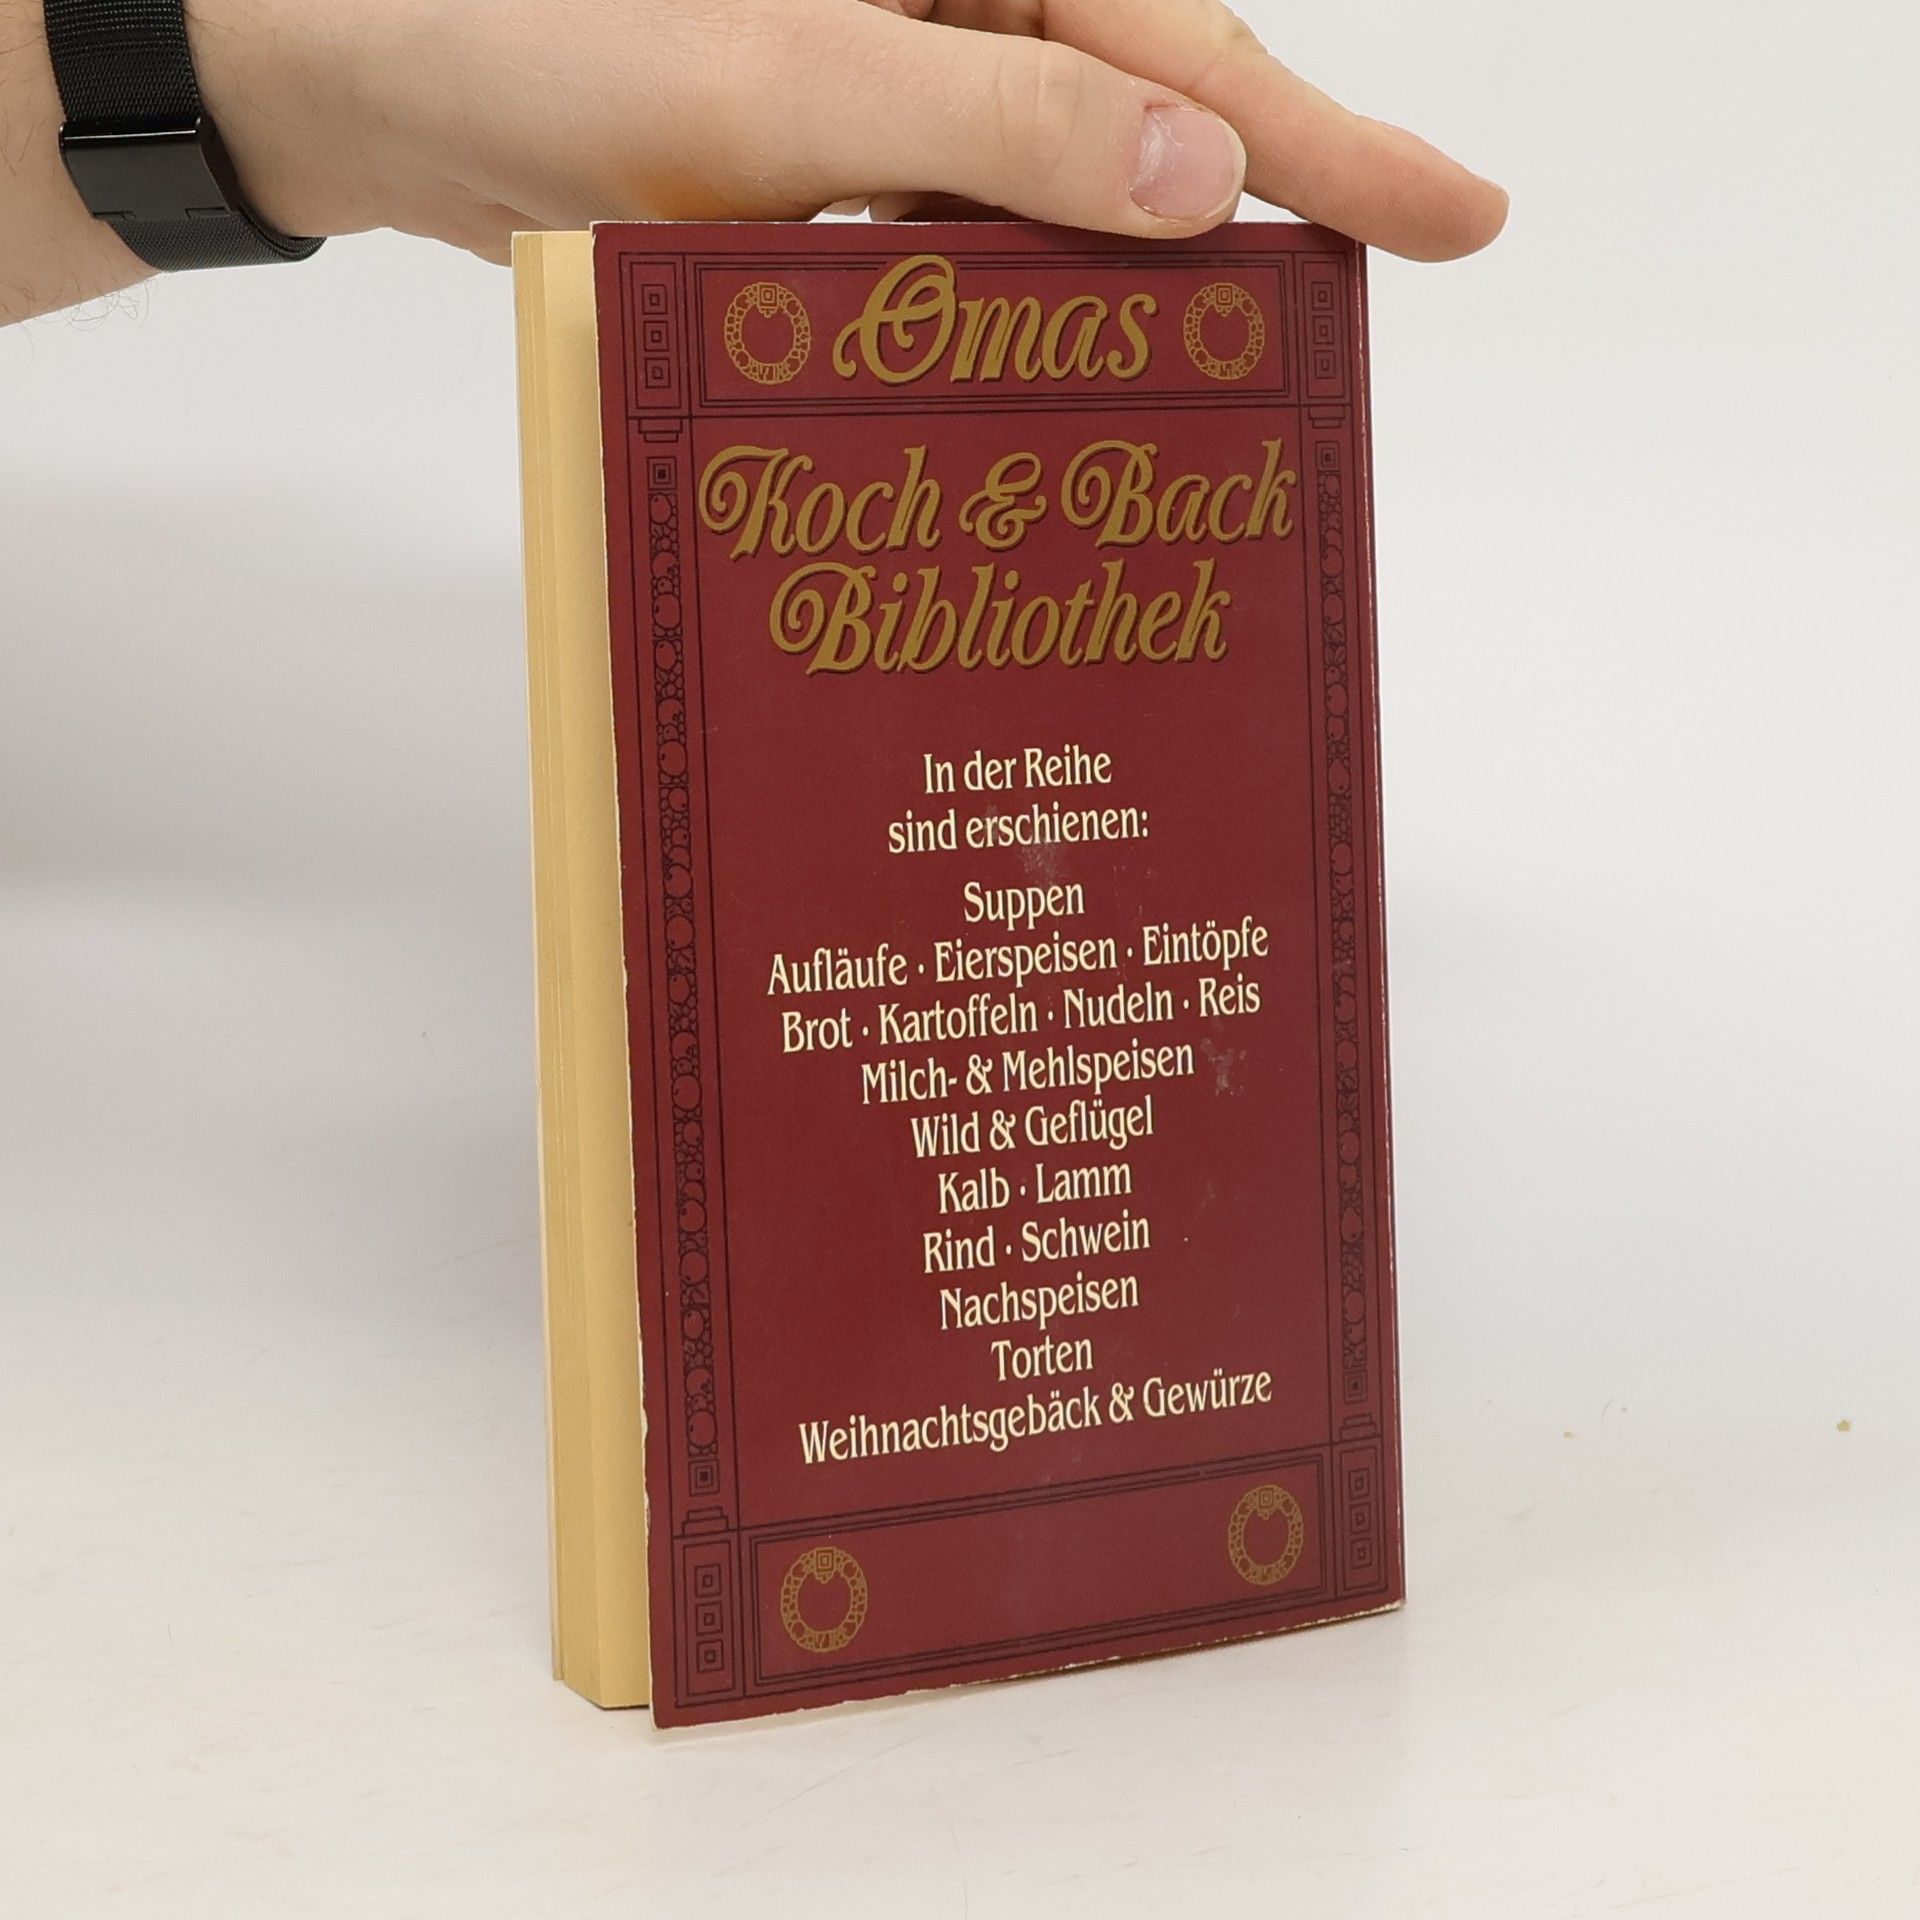 Omas
Koch & Back
Bibliothek
In der Reihe
sind erschienen:
Suppen
Aufläufe · Eierspeisen · Eintöpfe
Brot · Kartoffeln · Nudeln · Reis
Milch- & Mehlspeisen
Wild & Geflügel
Kalb · Lamm
Rind · Schwein
Nachspeisen
Torten
Weihnachtsgebäck & Gewürze